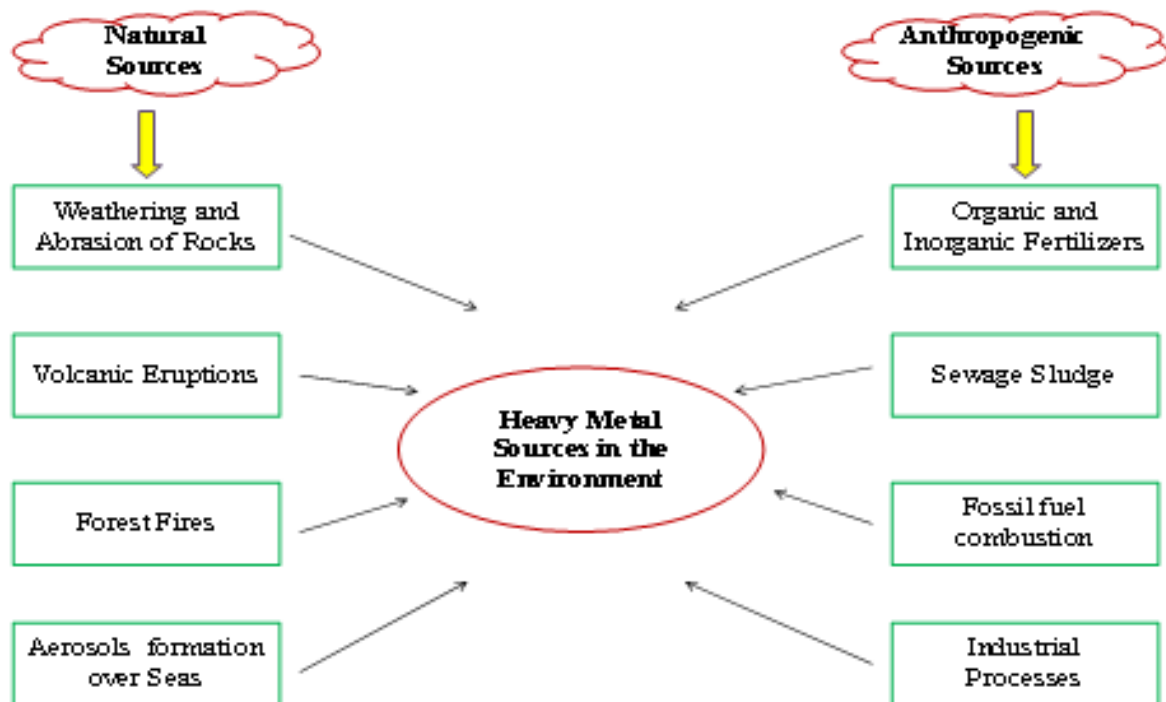 Natural
Sources
Anthropogenic
Sources
Weathering and
Abrasion of Rocks
Organic and
Inorganic Fertilizers
Volcanic Eruptions
Sewage Sludge
Heavy Metal
Sources in the
Environment
Forest Fires
Fossil fuel
combustion
Aerosols formation
over Seas
Industrial
Processes